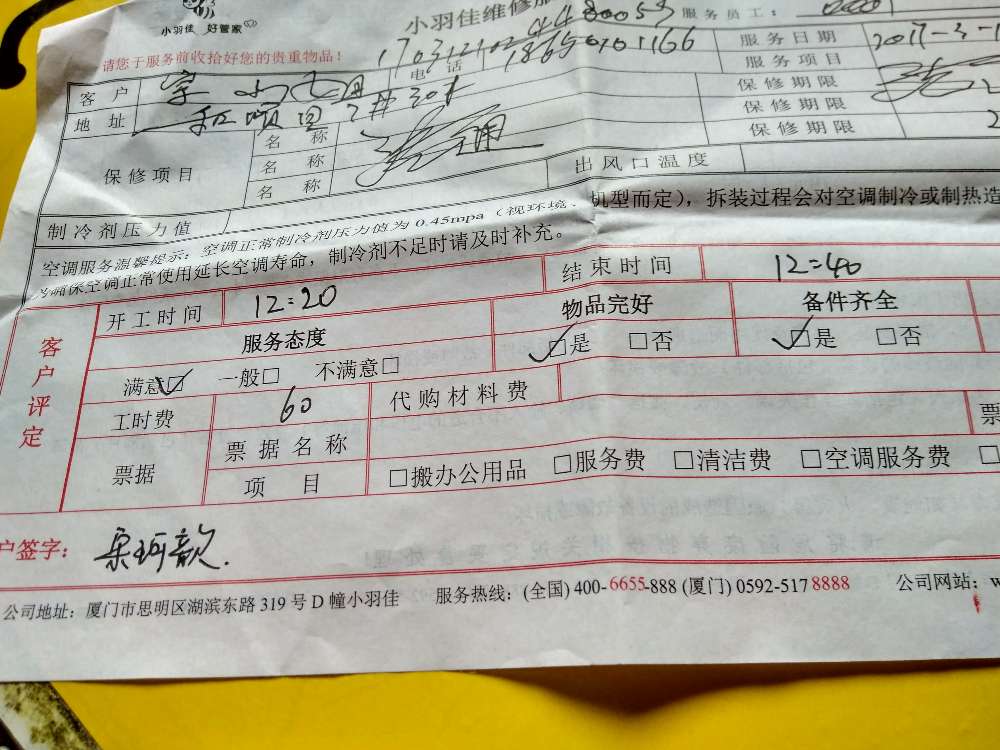 小羽佳 好管家
小羽佳维修服
服务员工：
请您于服务前收拾好您的贵重物品！
客 户
电 话
服务日期 2017-3-1
地 址
服务项目
保修项目
名 称
保修期限
名 称
保修期限
名 称
保修期限
制冷剂压力值
出风口温度
空调服务温馨提示：空调正常制冷剂压力值为 0.45mpa（视环境、机型而定），拆装过程会对空调制冷或制热造
确保空调正常使用延长空调寿命，制冷剂不足时请及时补充。
客户评定
开工时间 12:20 结束时间 12:40
服务态度 物品完好 备件齐全
满意□ 一般□ 不满意□ □是 □否 □是 □否
工时费 60 代购材料费
票据 票据名称 票
项 目 □搬办公用品 □服务费 □清洁费 □空调服务费 □
户签字： 栗珂歆.
公司地址：厦门市思明区湖滨东路 319 号 D 幢小羽佳 服务热线：(全国) 400-6655-888 (厦门) 0592-5178888 公司网站：w